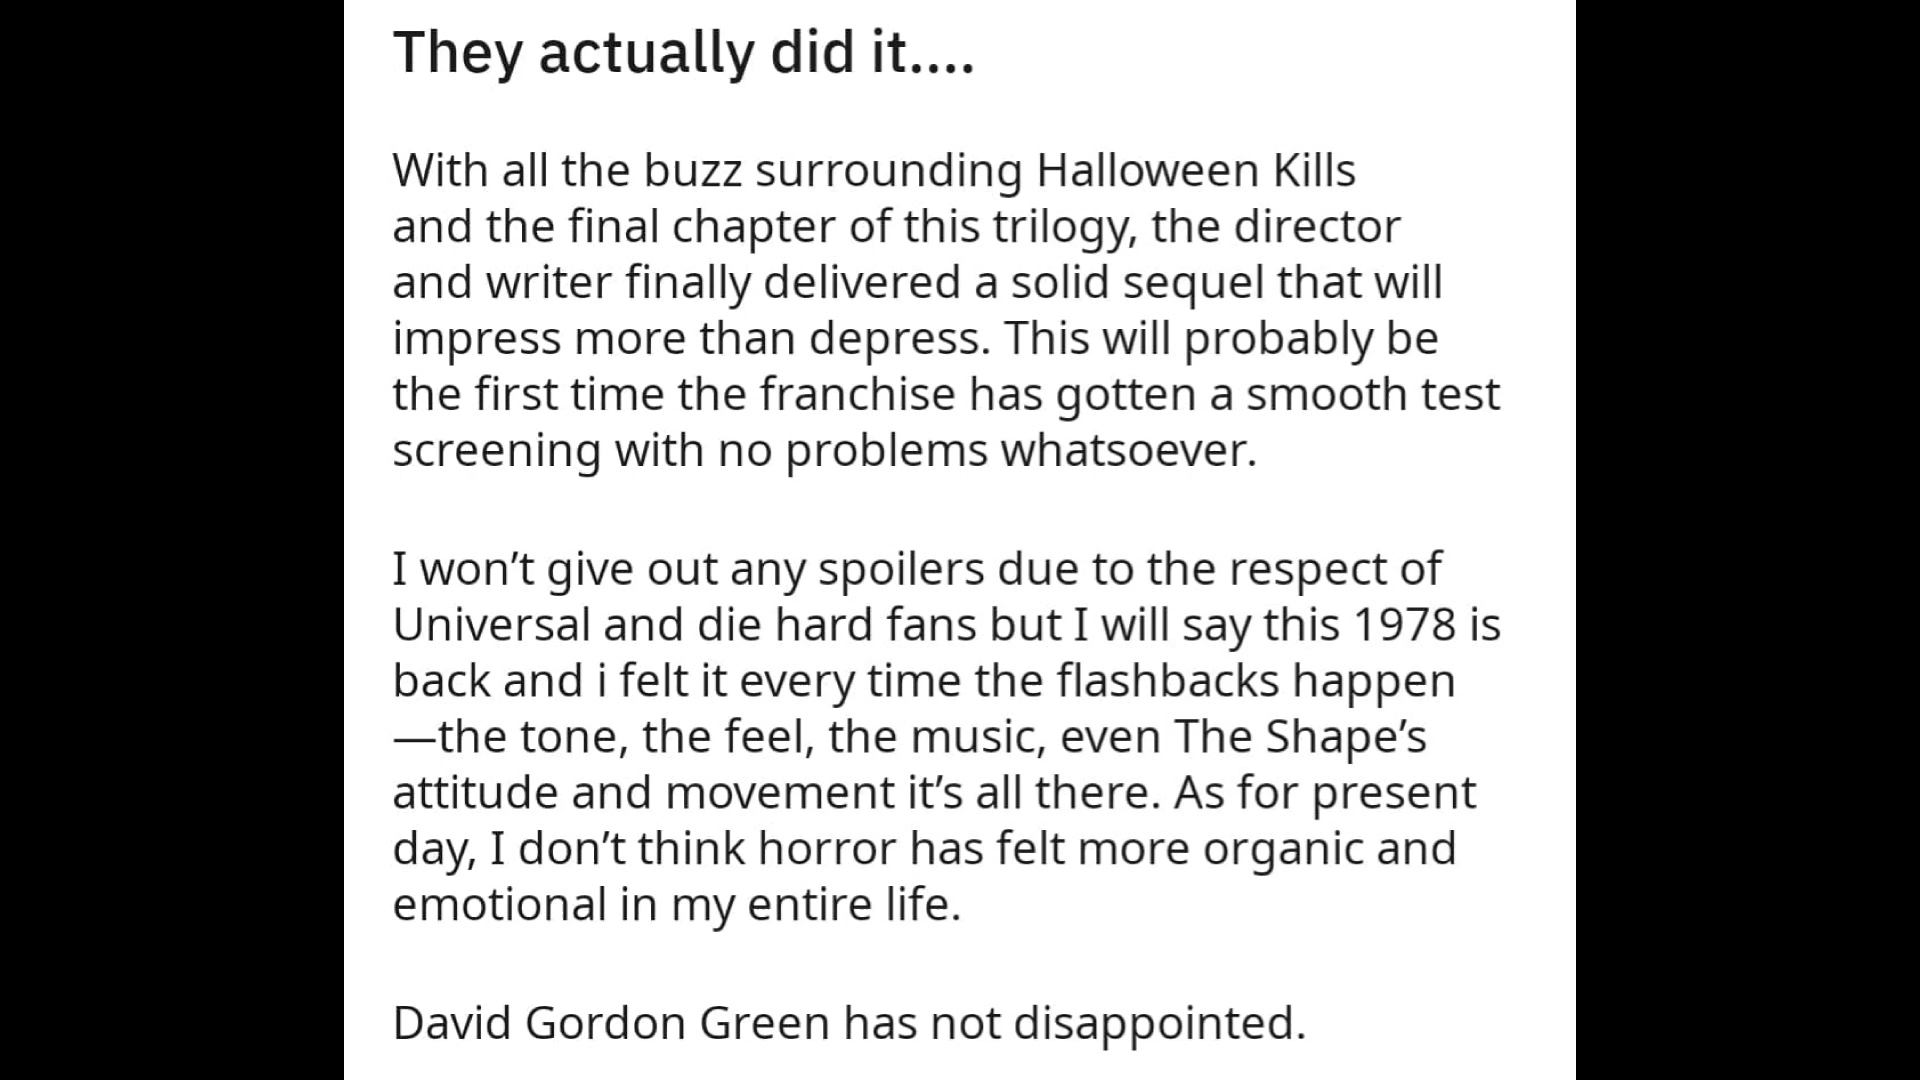 They actually did it....
With all the buzz surrounding Halloween Kills
and the final chapter of this trilogy, the director
and writer finally delivered a solid sequel that will
impress more than depress. This will probably be
the first time the franchise has gotten a smooth test
screening with no problems whatsoever.
I won’t give out any spoilers due to the respect of
Universal and die hard fans but I will say this 1978 is
back and i felt it every time the flashbacks happen
—the tone, the feel, the music, even The Shape’s
attitude and movement it’s all there. As for present
day, I don’t think horror has felt more organic and
emotional in my entire life.
David Gordon Green has not disappointed.